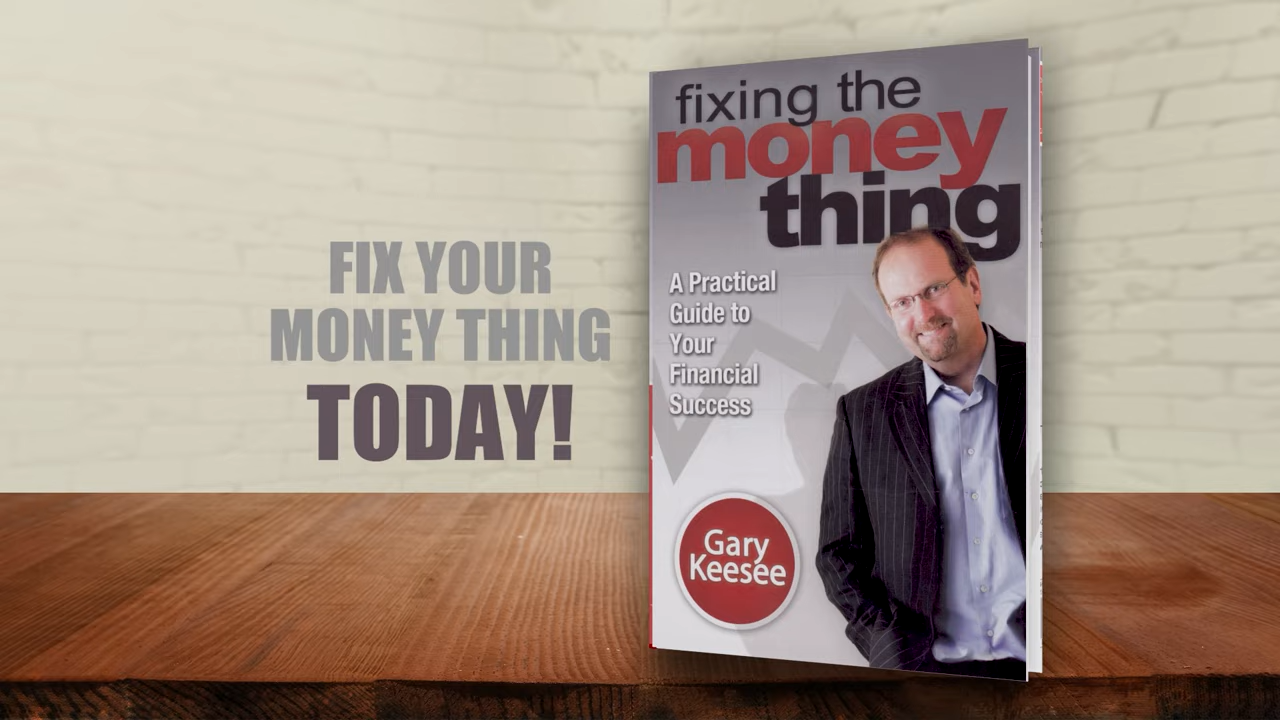 FIX YOUR
MONEY THING
TODAY!
fixing the
money
thing
A Practical
Guide to
Your
Financial
Success
Gary
Keesee